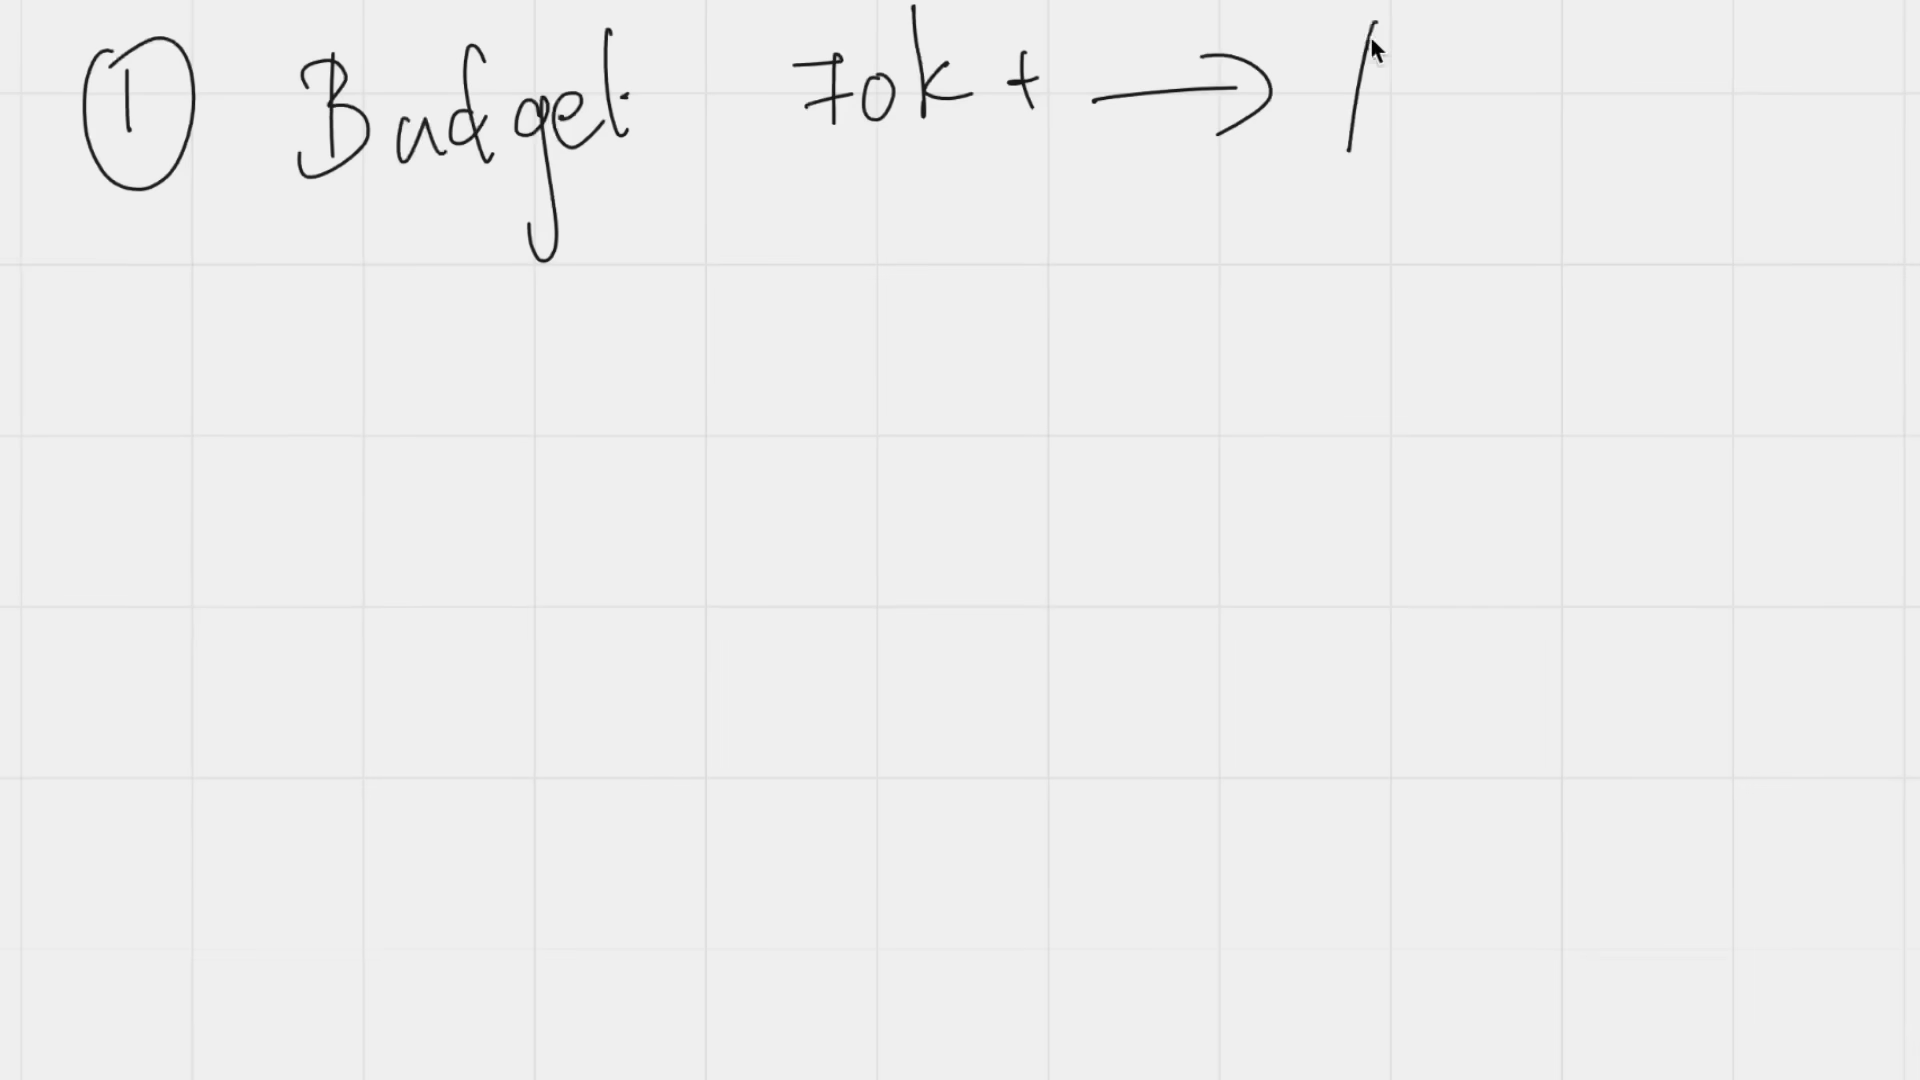 ① Budget 70k + →